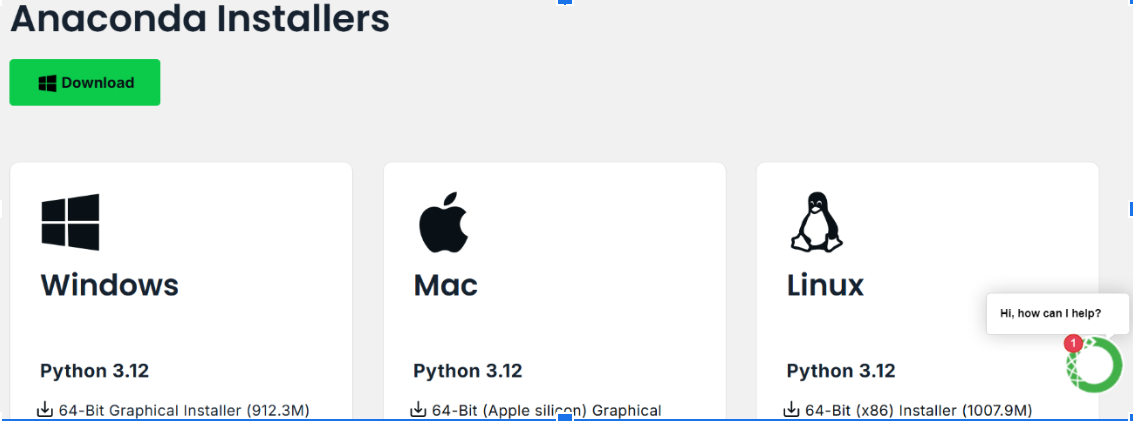 Anaconda Installers
Download
Windows
Mac
Linux
Hi, how can I help?
1
Python 3.12
Python 3.12
Python 3.12
64-Bit Graphical Installer (912.3M)
64-Bit (Apple silicon) Graphical
64-Bit (x86) Installer (1007.9M)